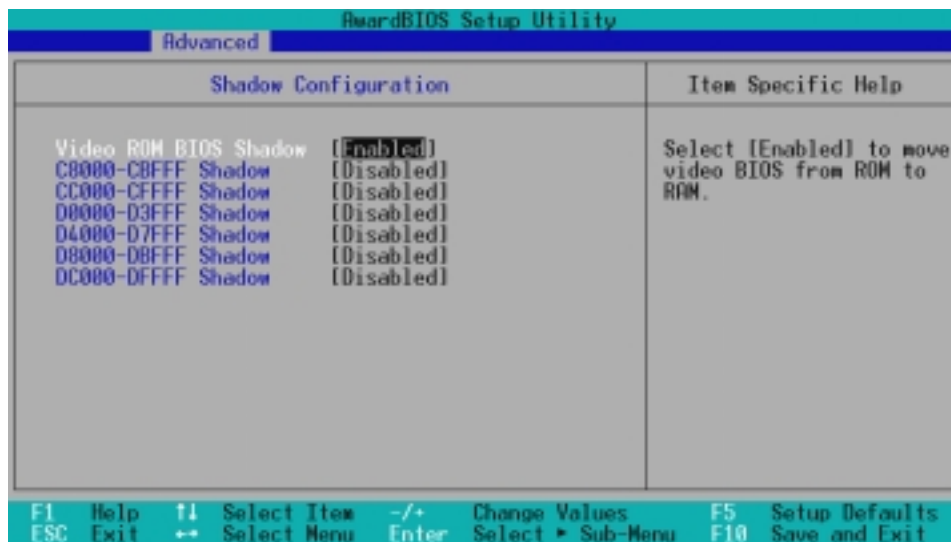 AwardBIOS Setup Utility
Advanced
Shadow Configuration
Item Specific Help
Video ROM BIOS Shadow [Enabled]
C8000-CBFFF Shadow [Disabled]
CC000-CFFFF Shadow [Disabled]
D0000-D3FFF Shadow [Disabled]
D4000-D7FFF Shadow [Disabled]
D8000-DBFFF Shadow [Disabled]
DC000-DFFFF Shadow [Disabled]
Select [Enabled] to move
video BIOS from ROM to
RAM.
F1 Help ↑↓ Select Item -/+ Change Values F5 Setup Defaults
ESC Exit ←→ Select Menu Enter Select ► Sub-Menu F10 Save and Exit